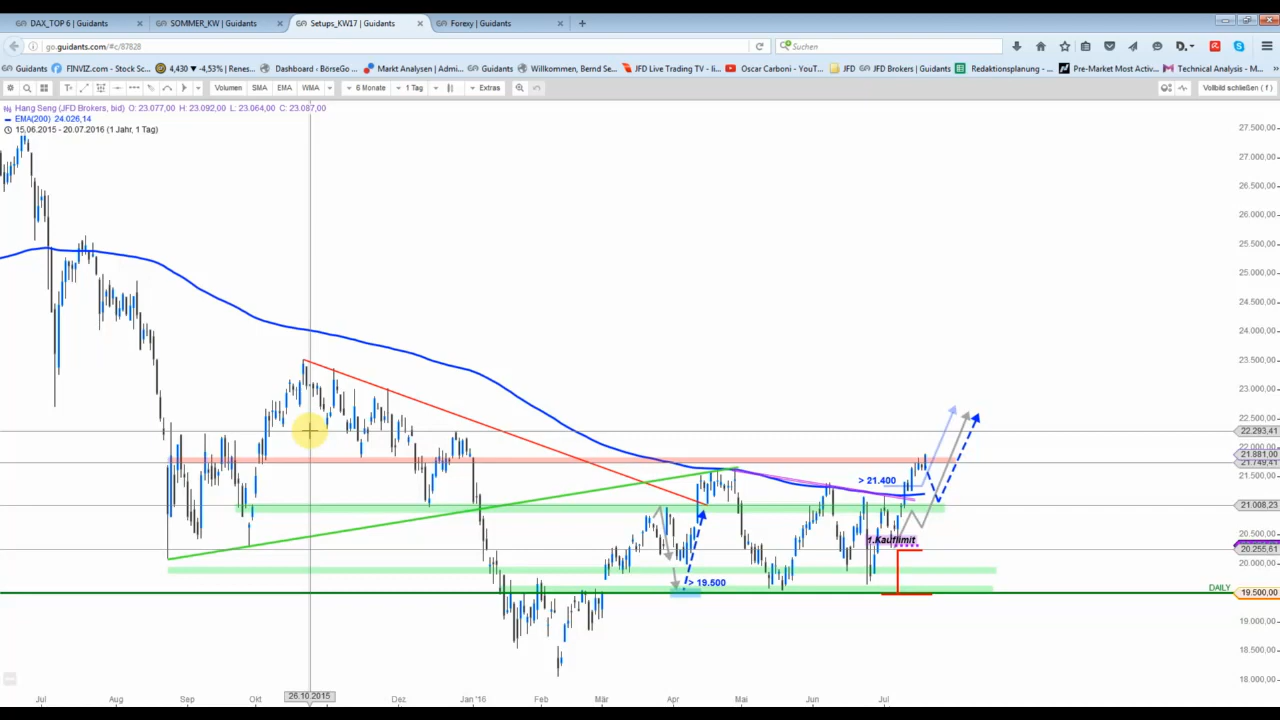 DAX_TOP 6 | Guidants
SOMMER_KW | Guidants
Setups_KW17 | Guidants
Forexy | Guidants
go.guidants.com/#c/87828
Suchen
Guidants
FINVIZ.com - Stock Sc...
4,430 ▼ -4,53% | Renes...
Dashboard ‹ BörseGo ...
Markt Analysen | Admi...
Guidants
Willkommen, Bernd Se...
JFD Live Trading TV - li...
Oscar Carboni - YouT...
JFD
JFD Brokers | Guidants
Redaktionsplanung - ...
Pre-Market Most Activ...
Technical Analysis - M...
Volumen
SMA
EMA
WMA
6 Monate
1 Tag
Extras
Vollbild schließen ( f )
Hang Seng (JFD Brokers, bid) O: 23.077,00 H: 23.092,00 L: 23.064,00 C: 23.087,00
EMA(200) 24.026,14
15.06.2015 - 20.07.2016 (1 Jahr, 1 Tag)
27.500,00
27.000,00
26.500,00
26.000,00
25.500,00
25.000,00
24.500,00
24.000,00
23.500,00
23.000,00
22.500,00
22.293,41
22.000,00
21.881,00
21.749,41
21.500,00
> 21.400
21.008,23
1.Kauflimit
20.255,61
20.000,00
> 19.500
DAILY
19.500,00
19.000,00
18.500,00
18.000,00
Jul
Aug
Sep
Okt
26.10.2015
Dez
Jan '16
Feb
Mär
Apr
Mai
Jun
Jul